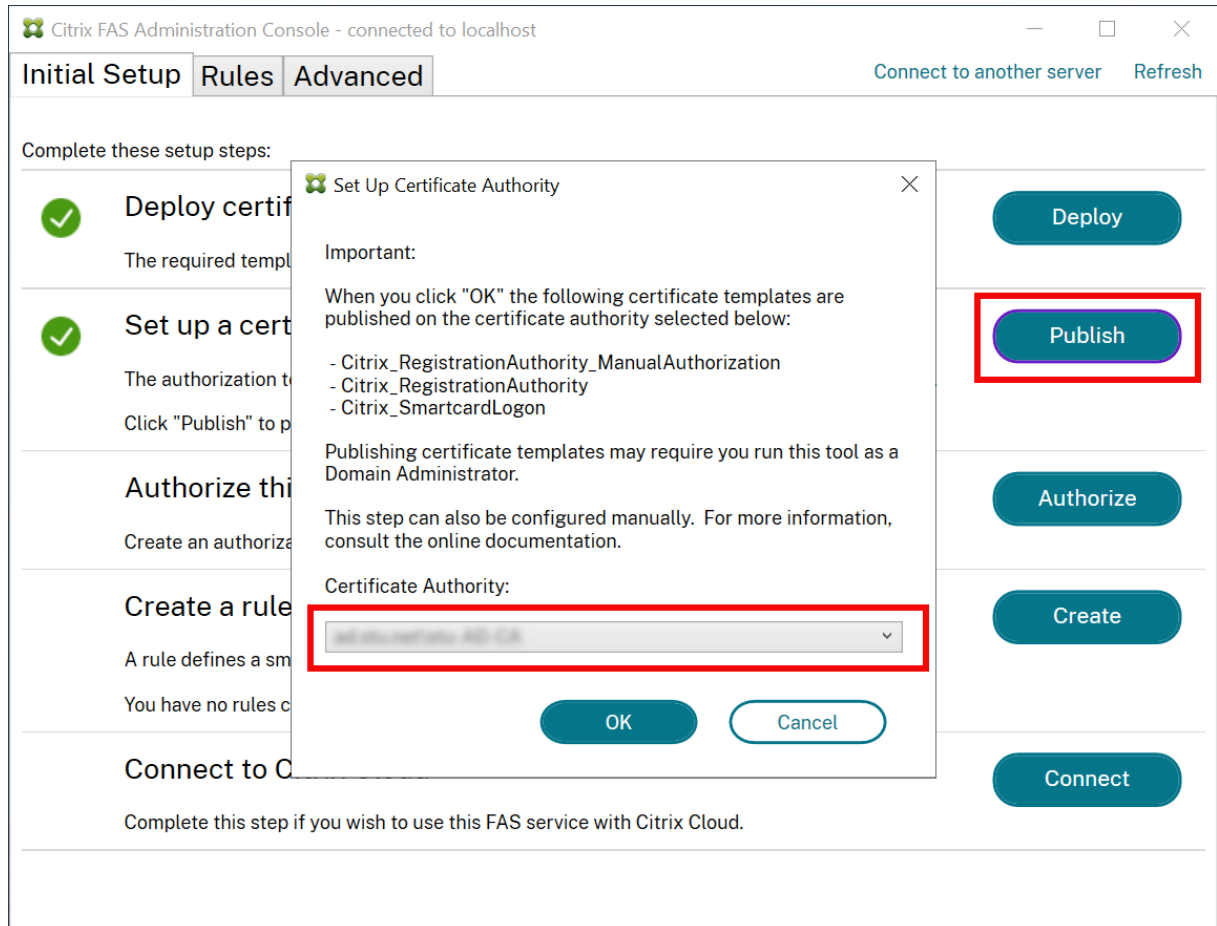 Citrix FAS Administration Console - connected to localhost
Initial Setup Rules Advanced Connect to another server Refresh
Complete these setup steps:
Deploy certif
The required templ
Deploy
Set up a cert
The authorization t
Click "Publish" to p
Publish
Authorize thi
Create an authoriza
Authorize
Create a rule
A rule defines a sm
You have no rules c
Create
Connect to C
Complete this step if you wish to use this FAS service with Citrix Cloud.
Connect
Set Up Certificate Authority
Important:
When you click "OK" the following certificate templates are
published on the certificate authority selected below:
- Citrix_RegistrationAuthority_ManualAuthorization
- Citrix_RegistrationAuthority
- Citrix_SmartcardLogon
Publishing certificate templates may require you run this tool as a
Domain Administrator.
This step can also be configured manually. For more information,
consult the online documentation.
Certificate Authority:
OK Cancel